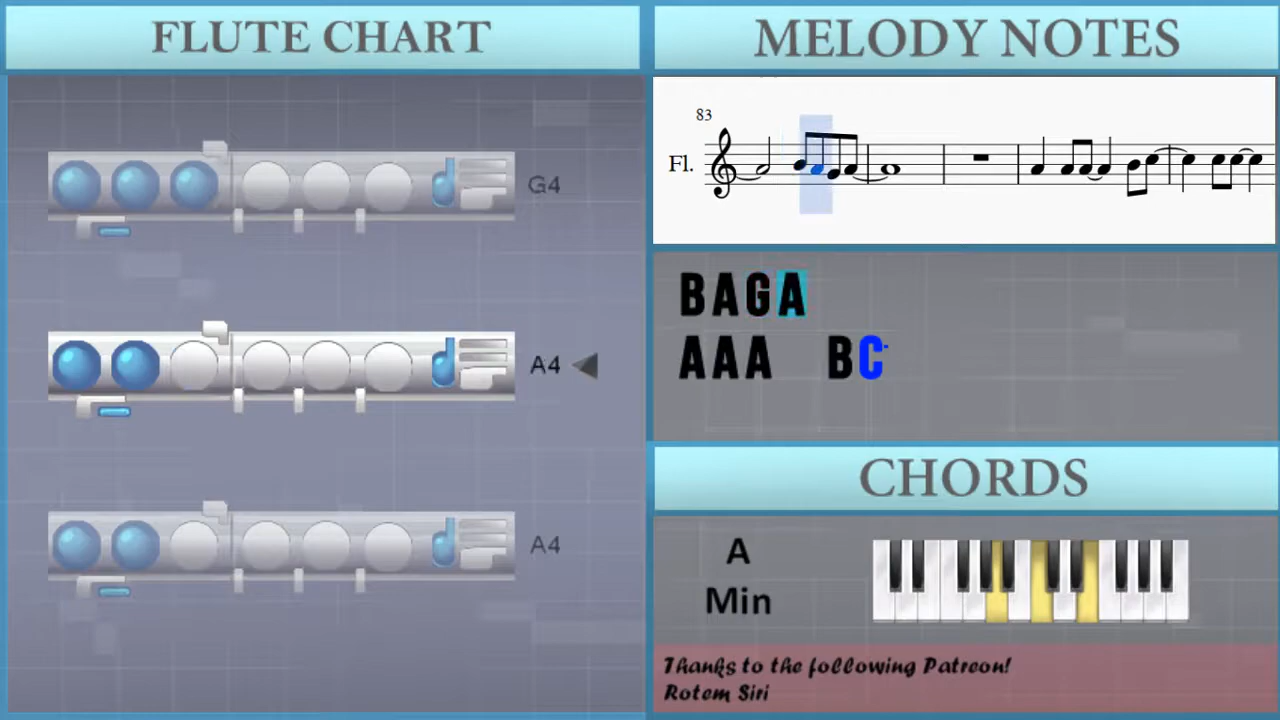 FLUTE CHART
G4
A4
A4
MELODY NOTES
83
Fl.
BAGA
AAA BC
CHORDS
A
Min
Thanks to the following Patreon!
Rotem Siri